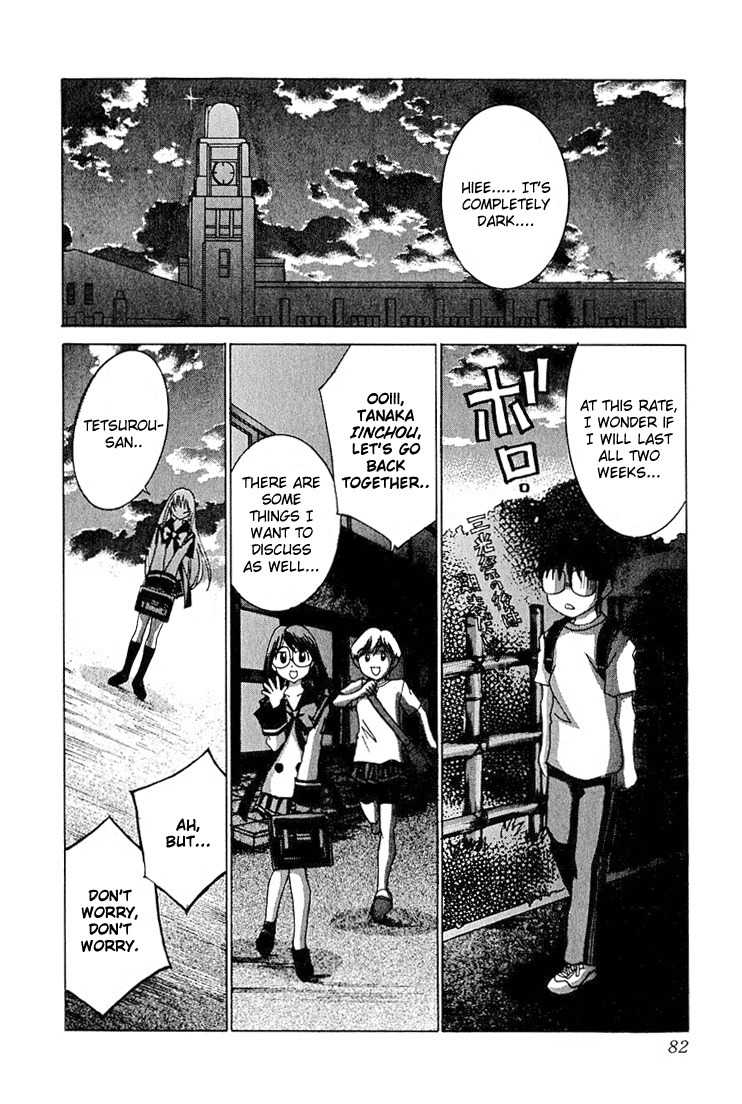 HIEE..... IT'S
COMPLETELY
DARK....
AT THIS RATE,
I WONDER IF
I WILL LAST
ALL TWO
WEEKS...
ボロ
OOIII,
TANAKA
IINCHOU,
LET'S GO
BACK
TOGETHER..
THERE ARE
SOME
THINGS I
WANT TO
DISCUSS
AS WELL...
TETSUROU-
SAN..
AH,
BUT...
DON'T
WORRY,
DON'T
WORRY.
82